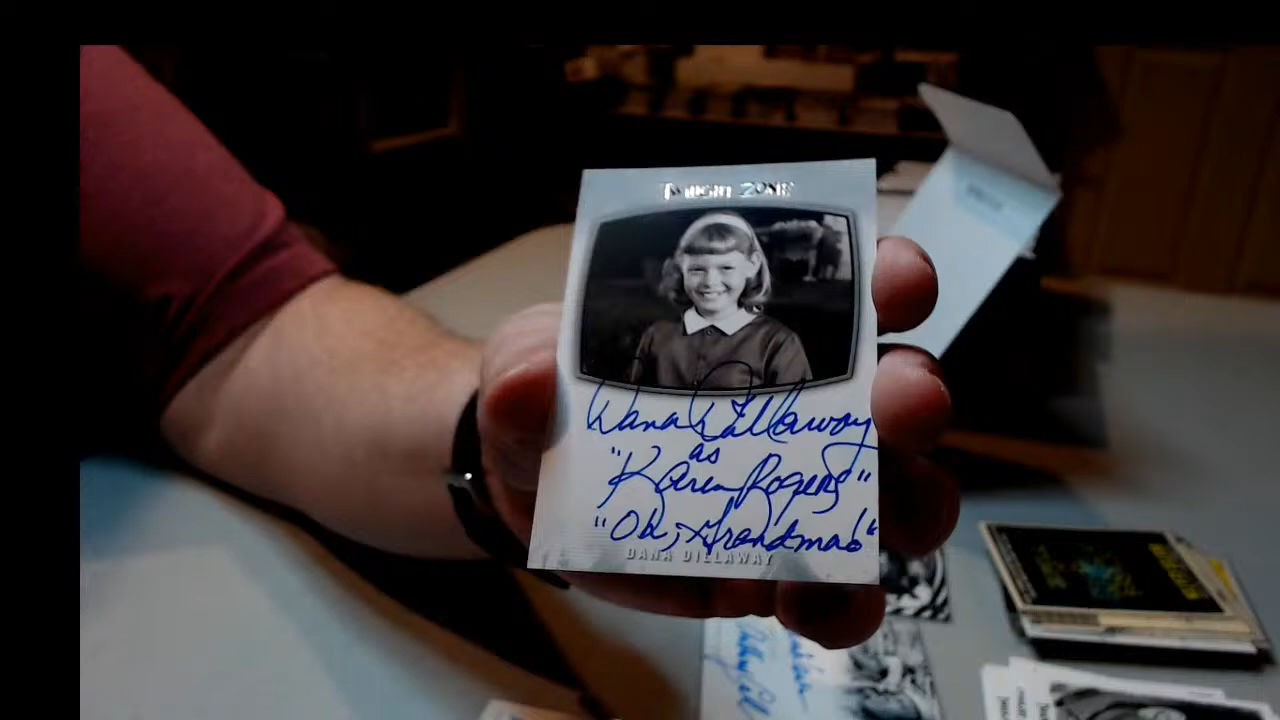 TWILIGHT ZONE
Dana Dillaway
as
"Karen Rogers"
"Oh, Grandma!"
DANA DILLAWAY